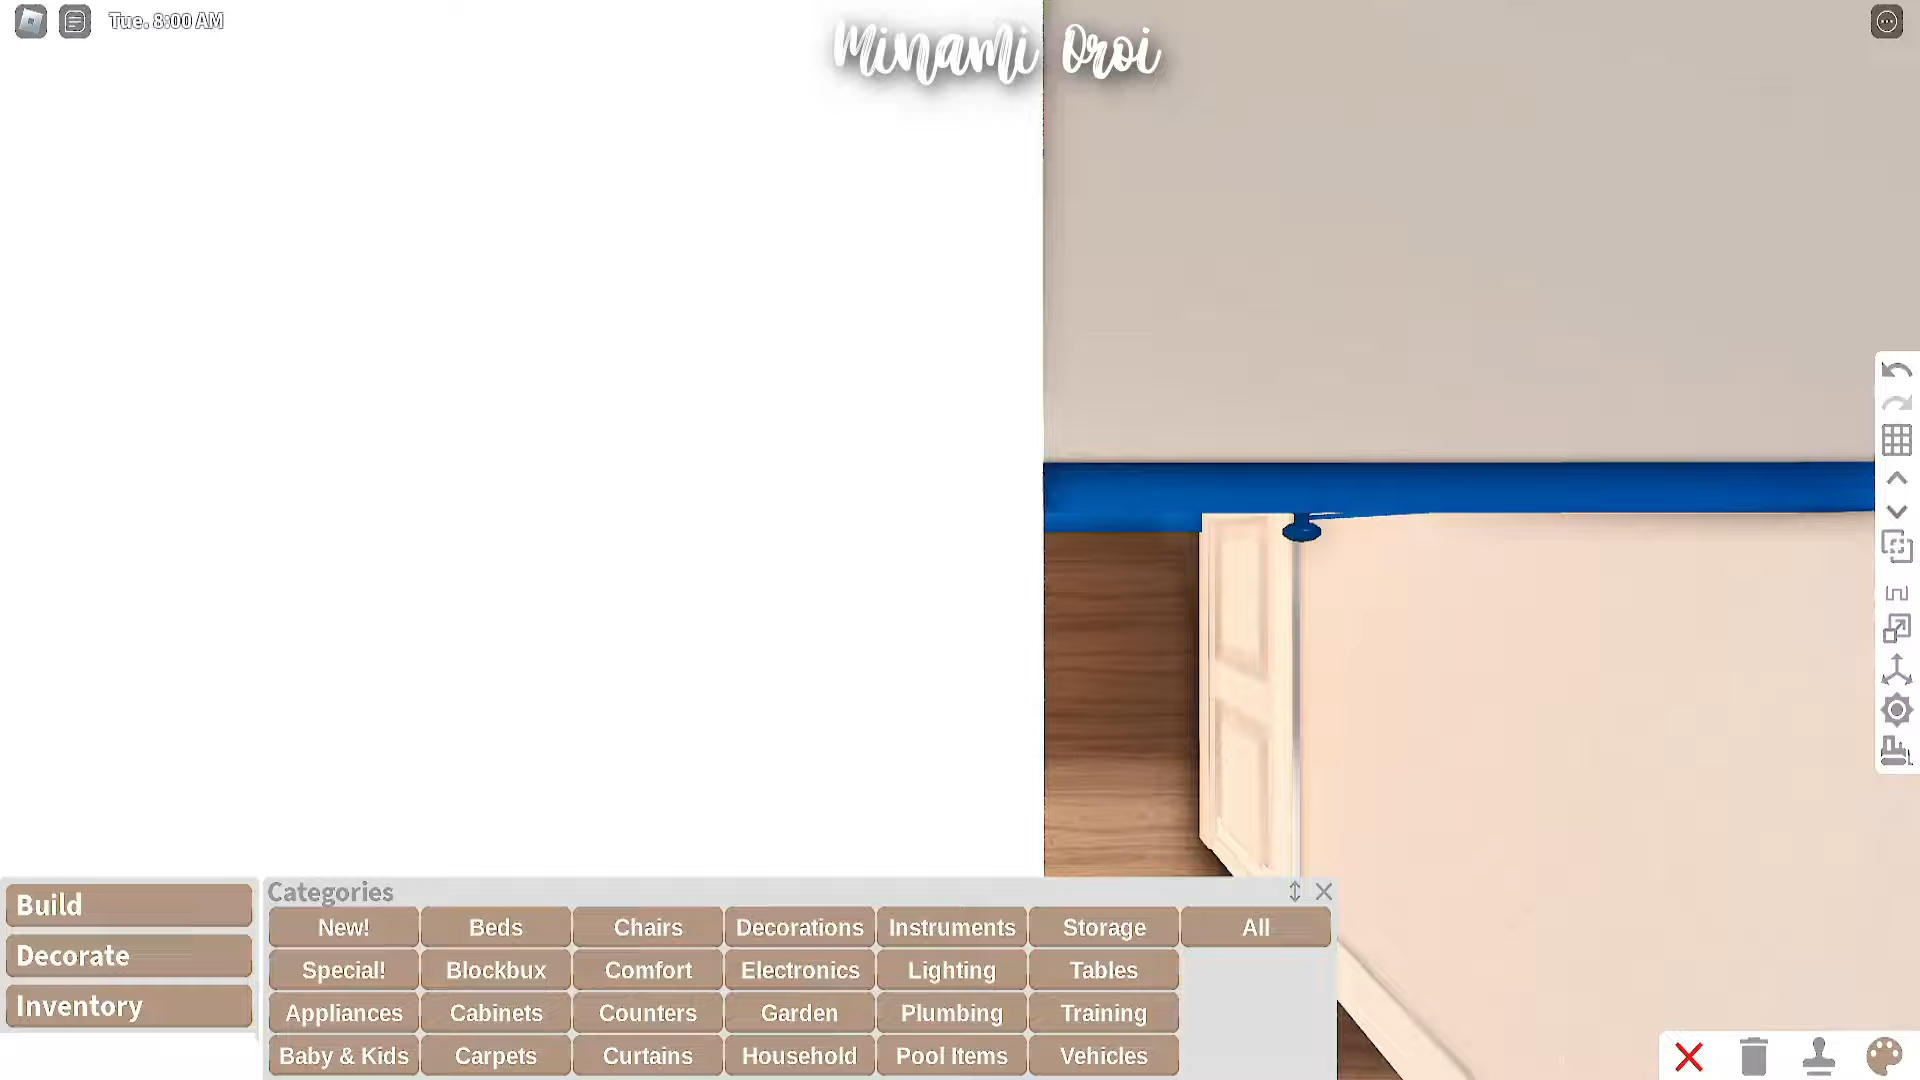 Tue. 8:00 AM
Minami Oroi
Build
Decorate
Inventory
Categories
New! Beds Chairs Decorations Instruments Storage All
Special! Blockbux Comfort Electronics Lighting Tables
Appliances Cabinets Counters Garden Plumbing Training
Baby & Kids Carpets Curtains Household Pool Items Vehicles